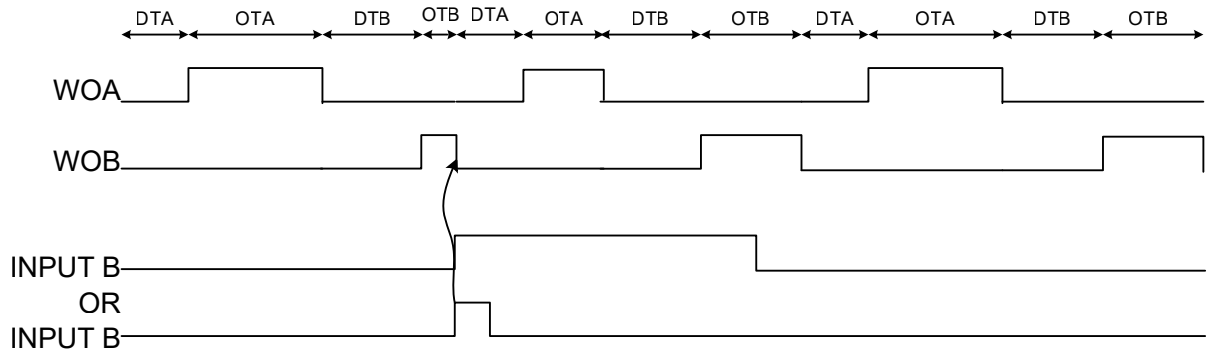 DTA OTA DTB OTB DTA OTA DTB OTB DTA OTA DTB OTB
WOA
WOB
INPUT B
OR
INPUT B